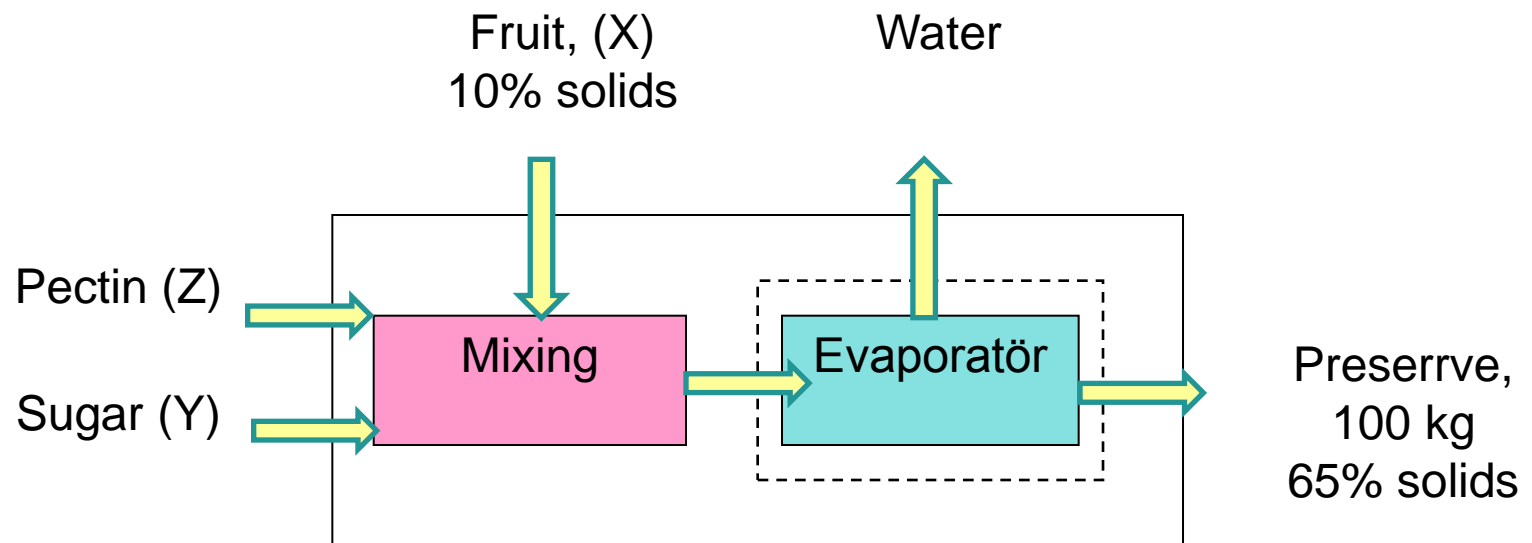 Fruit, (X)
10% solids
Water
Pectin (Z)
Sugar (Y)
Mixing
Evaporatör
Preserrve,
100 kg
65% solids